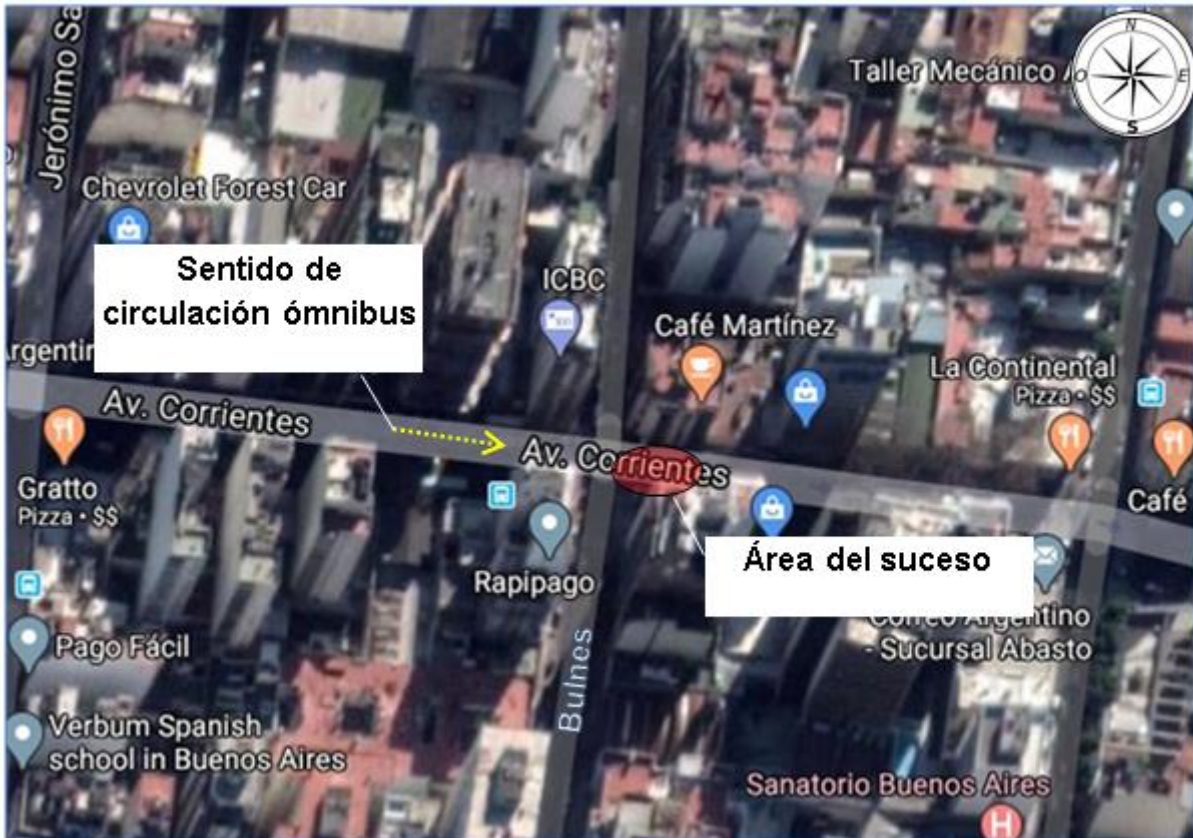 N
O
E
S
Taller Mecánico
Jerónimo Sa
Chevrolet Forest Car
Sentido de
circulación ómnibus
ICBC
Café Martínez
La Continental
Pizza • $$
Argentin
Av. Corrientes
Av. Corrientes
Gratto
Pizza • $$
Café
Rapipago
Área del suceso
Correo Argentino
- Sucursal Abasto
Pago Fácil
Bulnes
Verbum Spanish
school in Buenos Aires
Sanatorio Buenos Aires
H